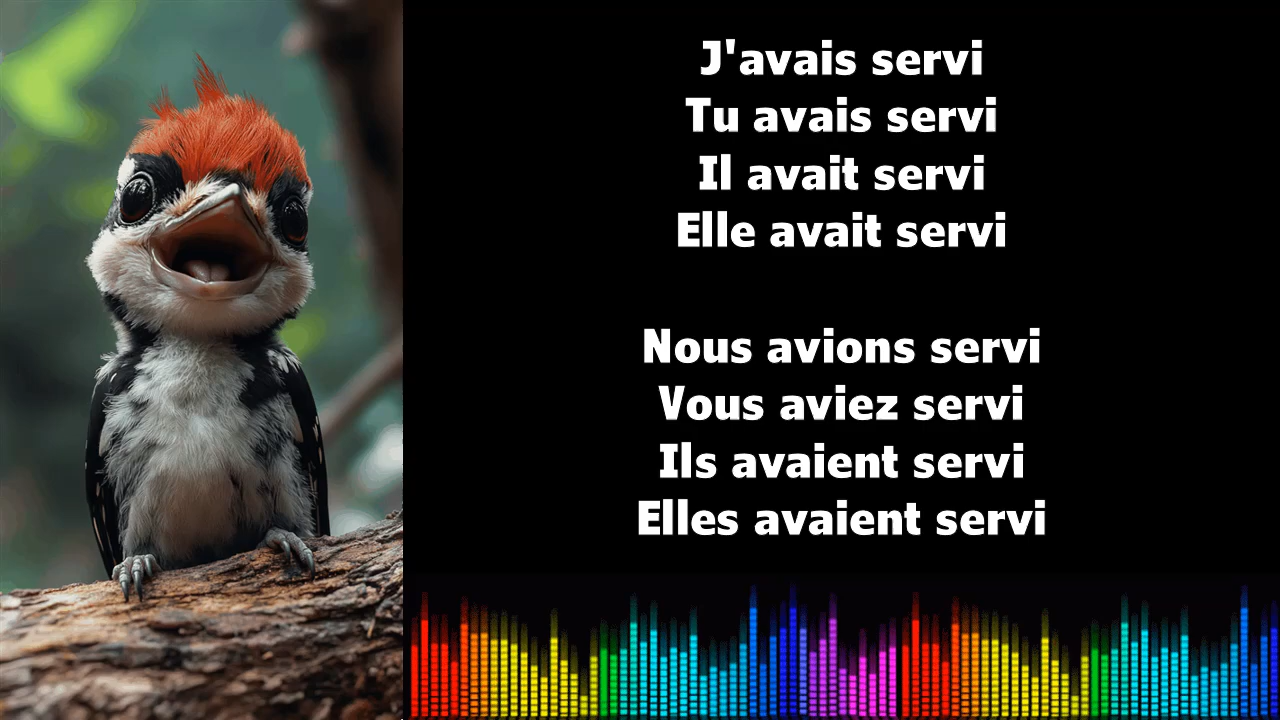 J'avais servi
Tu avais servi
Il avait servi
Elle avait servi
Nous avions servi
Vous aviez servi
Ils avaient servi
Elles avaient servi